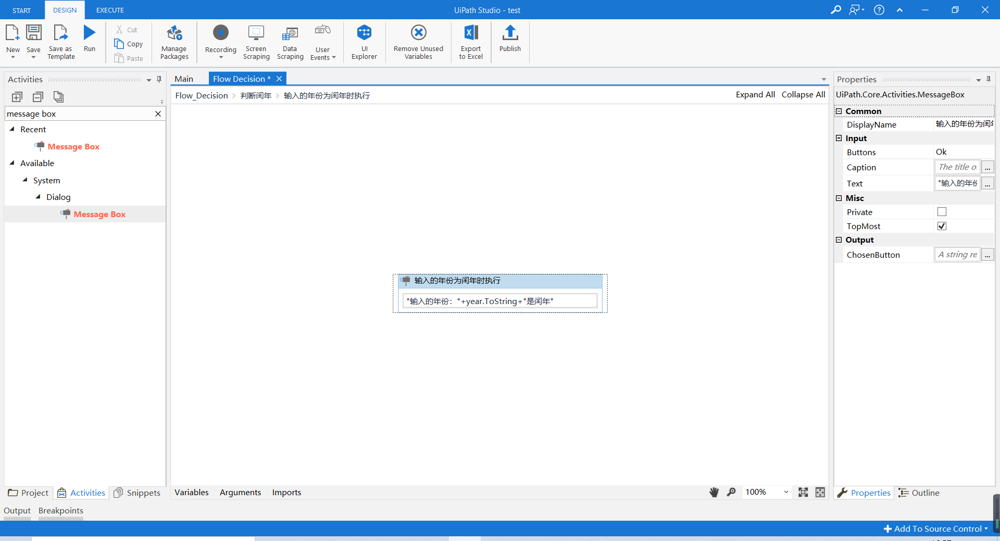 START
DESIGN
EXECUTE
UiPath Studio - test
New
Save
Save as Template
Run
Cut
Copy
Paste
Manage Packages
Recording
Screen Scraping
Data Scraping
User Events
UI Explorer
Remove Unused Variables
Export to Excel
Publish
Activities
message box
Recent
Message Box
Available
System
Dialog
Message Box
Project
Activities
Snippets
Main
Flow Decision *
Flow_Decision > 判断闰年 > 输入的年份为闰年时执行
Expand All
Collapse All
输入的年份为闰年时执行
"输入的年份："+year.ToString+"是闰年"
Variables
Arguments
Imports
100%
Properties
UiPath.Core.Activities.MessageBox
Common
DisplayName 输入的年份为闰年
Input
Buttons Ok
Caption The title o ...
Text "输入的年份 ...
Misc
Private
TopMost
Output
ChosenButton A string re ...
Properties
Outline
Output
Breakpoints
Add To Source Control